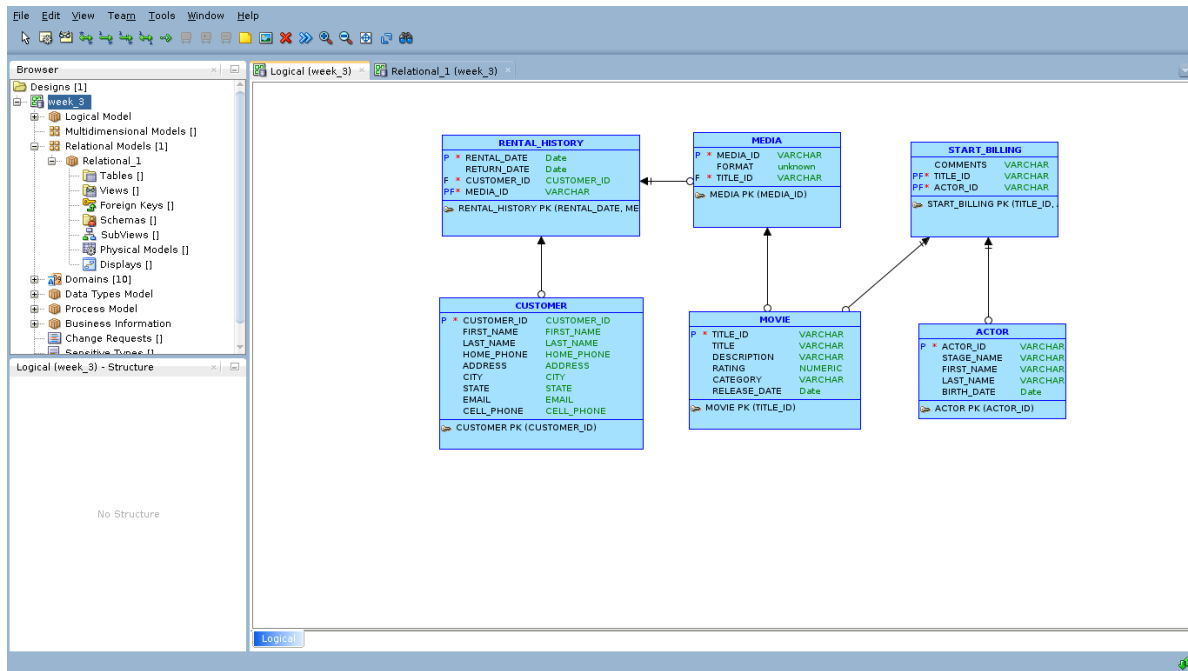 File Edit View Team Tools Window Help
Browser
Designs [1]
week_3
Logical Model
Multidimensional Models []
Relational Models [1]
Relational_1
Tables []
Views []
Foreign Keys []
Schemas []
SubViews []
Physical Models []
Displays []
Domains [10]
Data Types Model
Process Model
Business Information
Change Requests []
Sensitive Types []
Logical (week_3) - Structure
No Structure
Logical (week_3)
Relational_1 (week_3)
RENTAL_HISTORY
P * RENTAL_DATE Date
RETURN_DATE Date
F * CUSTOMER_ID CUSTOMER_ID
PF* MEDIA_ID VARCHAR
RENTAL_HISTORY PK (RENTAL_DATE, ME
MEDIA
P * MEDIA_ID VARCHAR
FORMAT unknown
F * TITLE_ID VARCHAR
MEDIA PK (MEDIA_ID)
START_BILLING
COMMENTS VARCHAR
PF* TITLE_ID VARCHAR
PF* ACTOR_ID VARCHAR
START_BILLING PK (TITLE_ID,
CUSTOMER
P * CUSTOMER_ID CUSTOMER_ID
FIRST_NAME FIRST_NAME
LAST_NAME LAST_NAME
HOME_PHONE HOME_PHONE
ADDRESS ADDRESS
CITY CITY
STATE STATE
EMAIL EMAIL
CELL_PHONE CELL_PHONE
CUSTOMER PK (CUSTOMER_ID)
MOVIE
P * TITLE_ID VARCHAR
TITLE VARCHAR
DESCRIPTION VARCHAR
RATING NUMERIC
CATEGORY VARCHAR
RELEASE_DATE Date
MOVIE PK (TITLE_ID)
ACTOR
P * ACTOR_ID VARCHAR
STAGE_NAME VARCHAR
FIRST_NAME VARCHAR
LAST_NAME VARCHAR
BIRTH_DATE Date
ACTOR PK (ACTOR_ID)
Logical